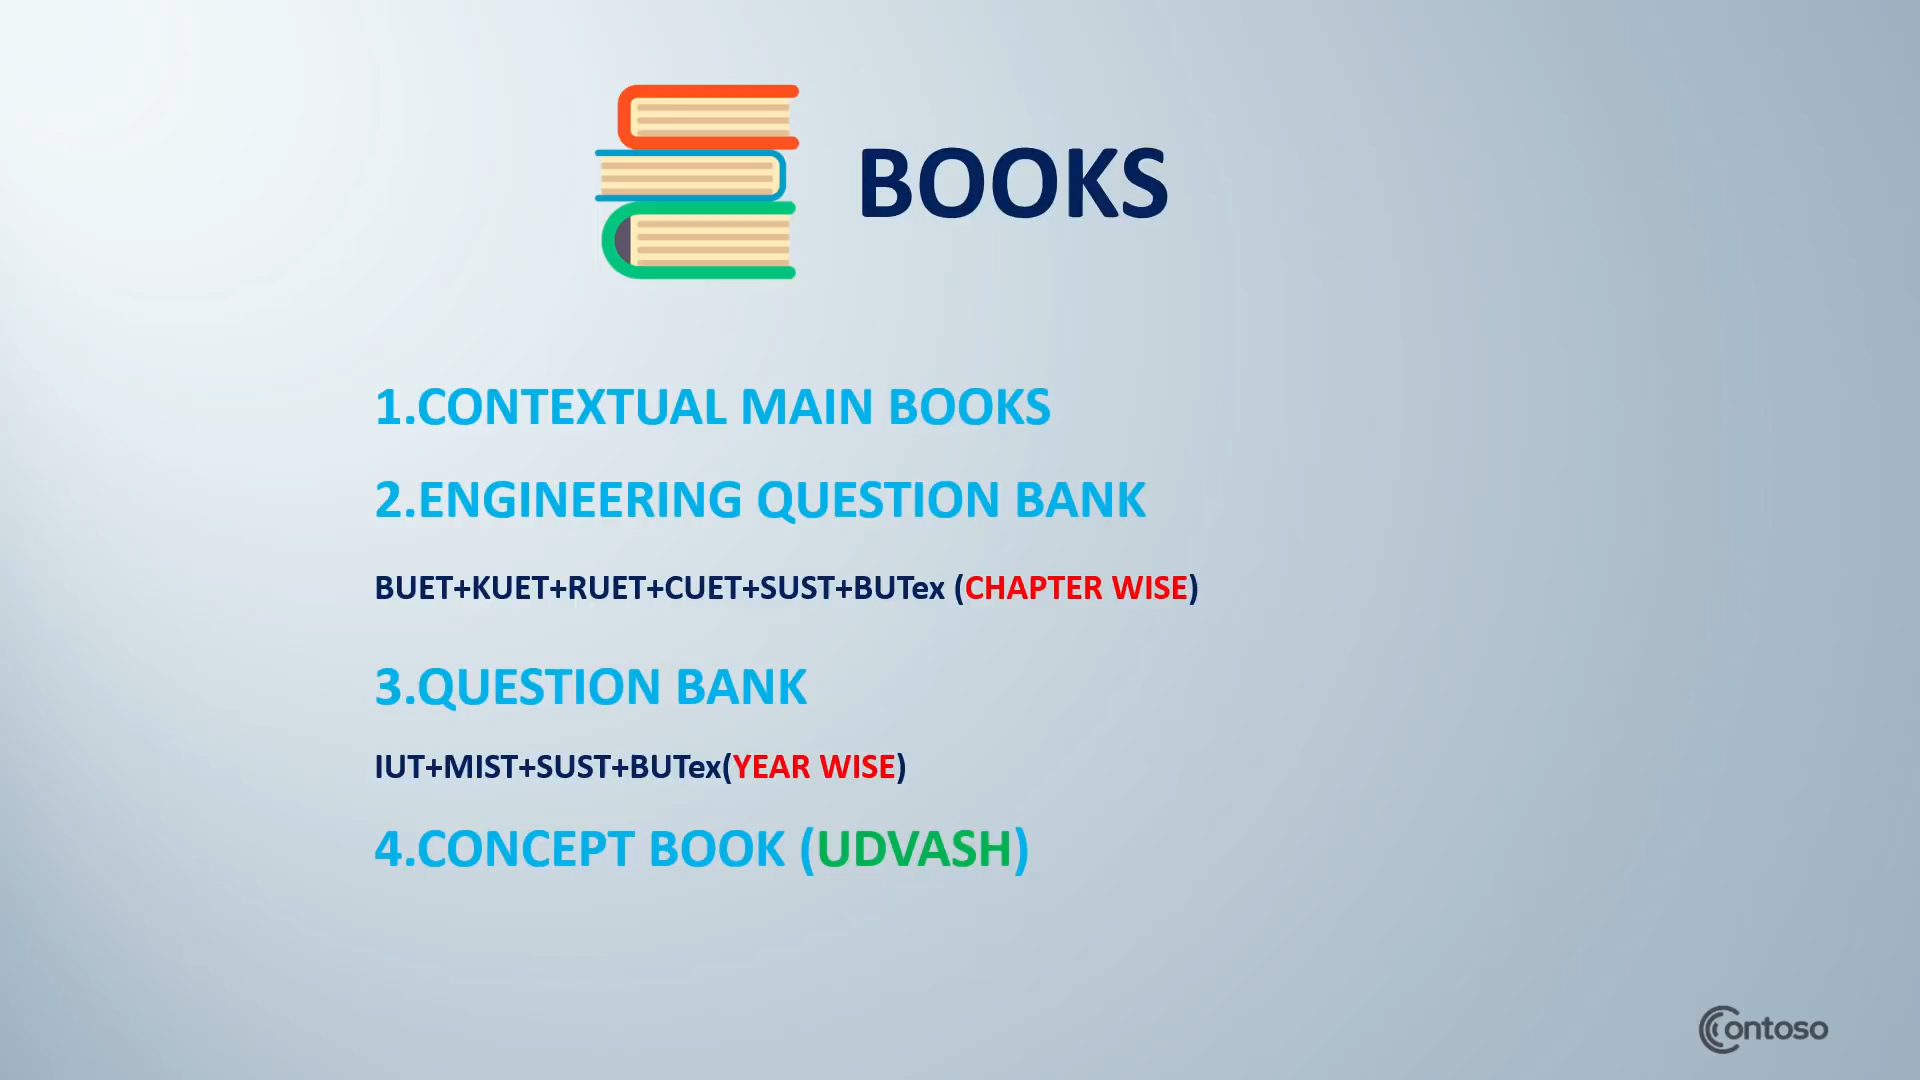 BOOKS
1.CONTEXTUAL MAIN BOOKS
2.ENGINEERING QUESTION BANK
BUET+KUET+RUET+CUET+SUST+BUTex (CHAPTER WISE)
3.QUESTION BANK
IUT+MIST+SUST+BUTex(YEAR WISE)
4.CONCEPT BOOK (UDVASH)
Contoso